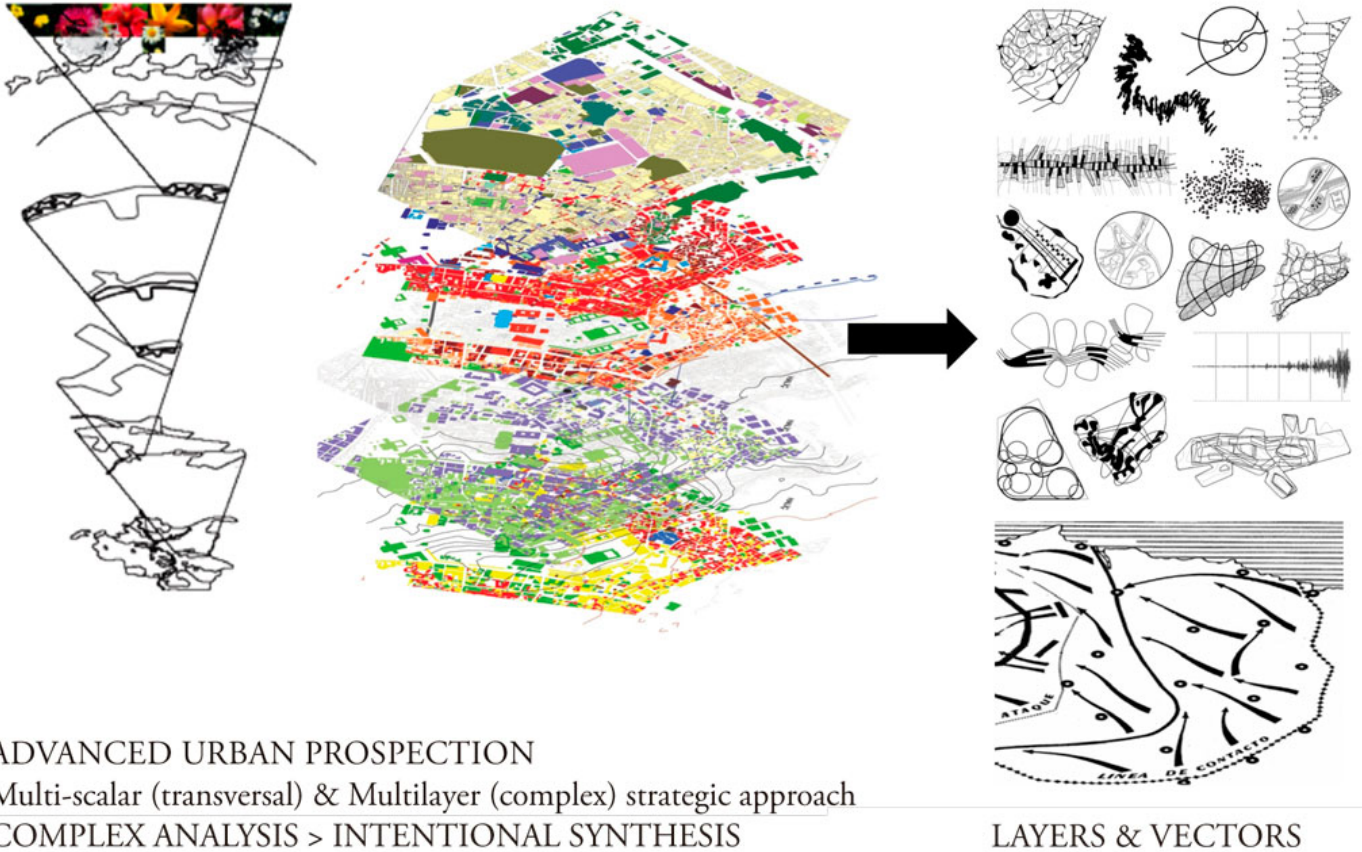 ATAQUE
LINEA DE CONTACTO
ADVANCED URBAN PROSPECTION
Multi-scalar (transversal) & Multilayer (complex) strategic approach
COMPLEX ANALYSIS > INTENTIONAL SYNTHESIS
LAYERS & VECTORS